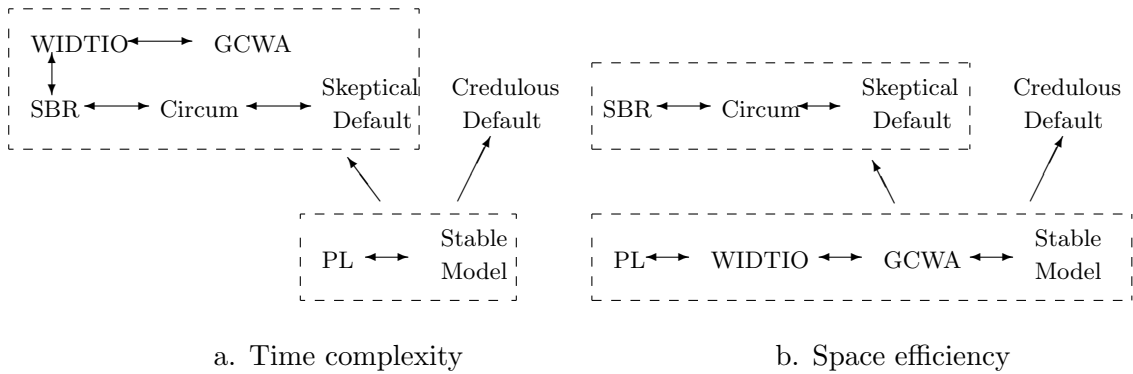 WIDTIO GCWA
SBR Circum Skeptical Default
Credulous Default
PL Stable Model
a. Time complexity
SBR Circum Skeptical Default
Credulous Default
PL WIDTIO GCWA Stable Model
b. Space efficiency